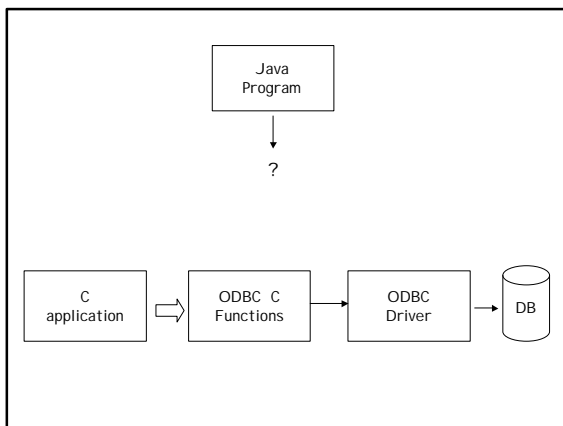 Java
Program
?
C
application
ODBC C
Functions
ODBC
Driver
DB